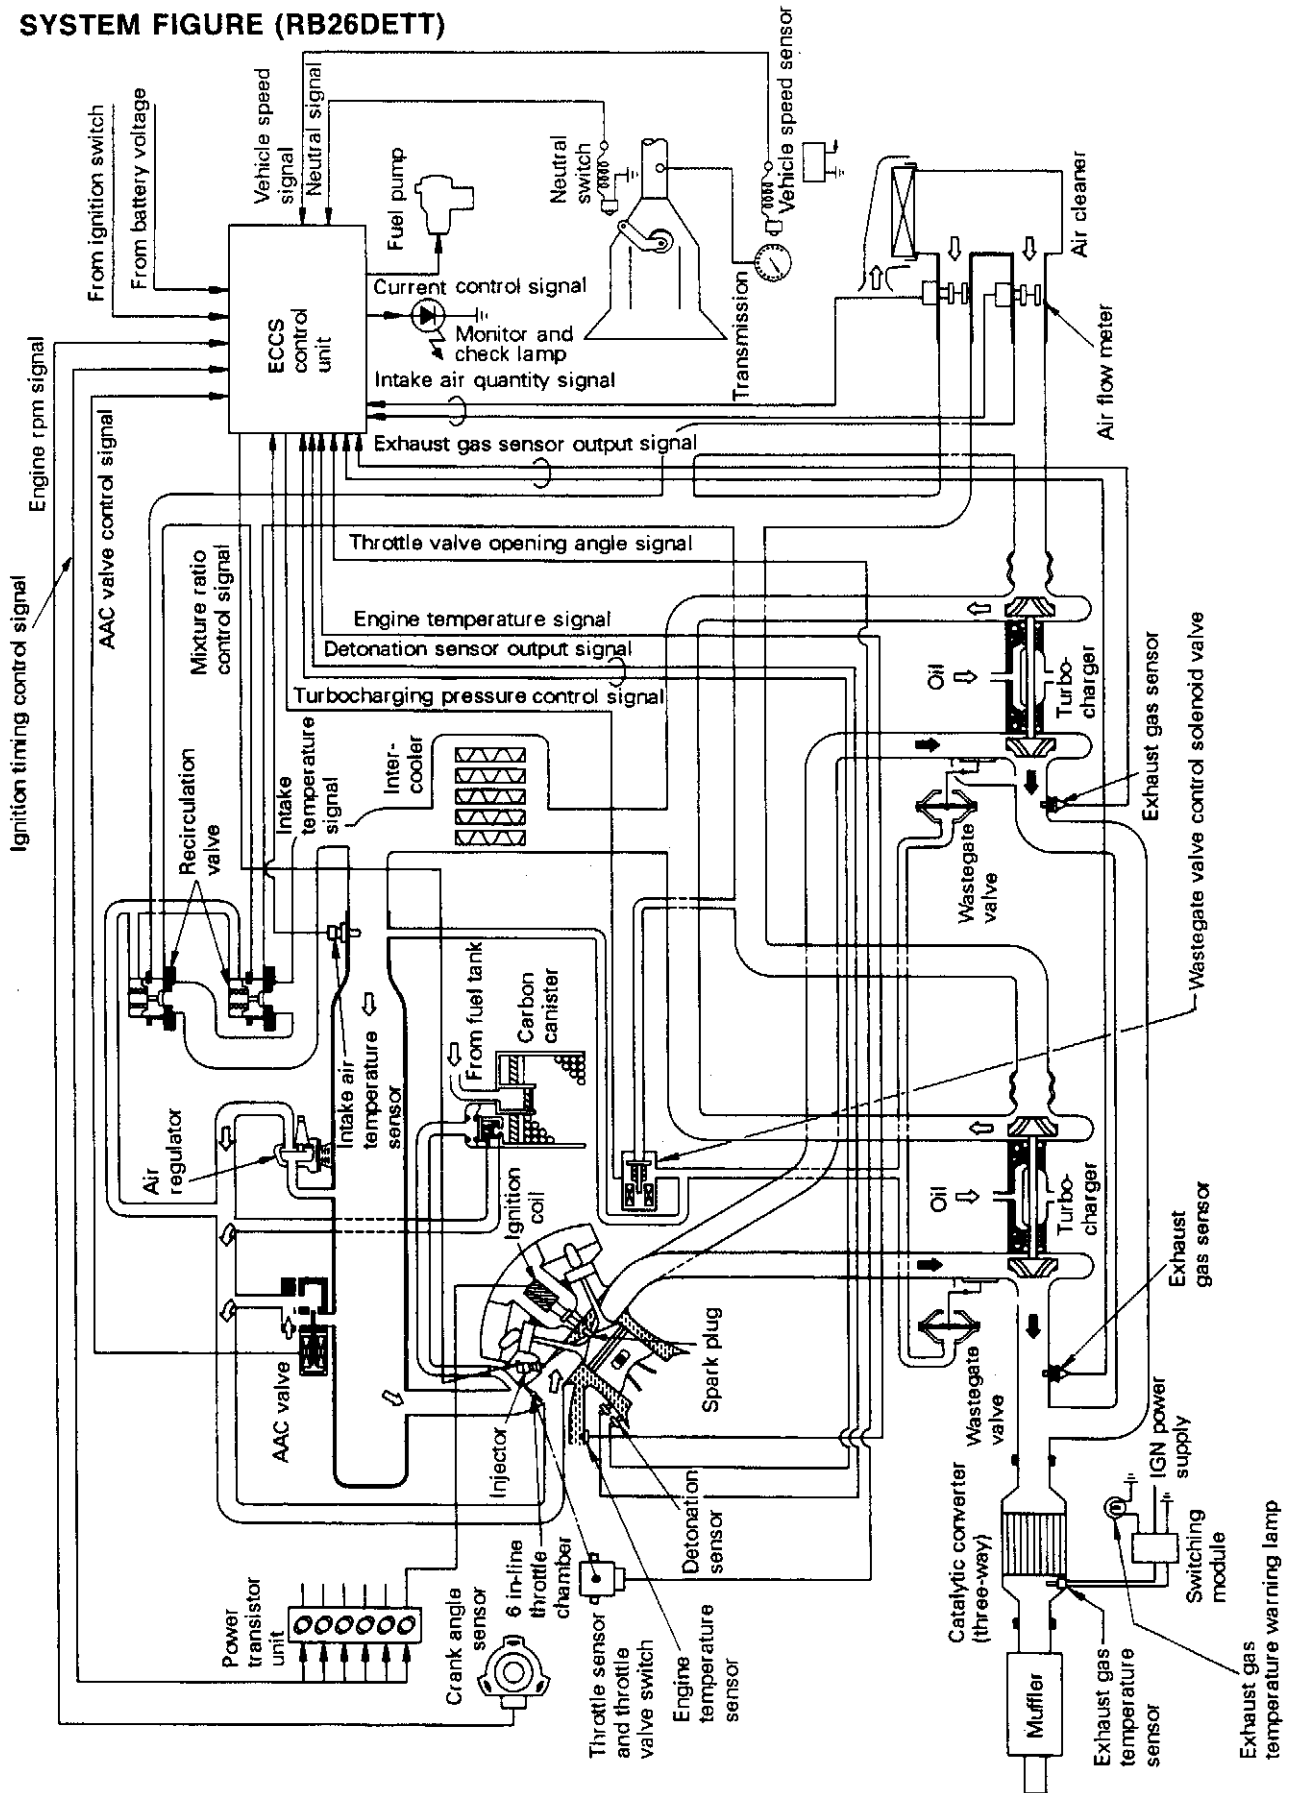 SYSTEM FIGURE (RB26DETT)
From ignition switch
From battery voltage
Vehicle speed
signal
Neutral signal
Fuel pump
Neutral
switch
Vehicle speed sensor
Engine rpm signal
ECCS
control
unit
Current control signal
Monitor and
check lamp
Transmission
Air cleaner
Air flow meter
Intake air quantity signal
Exhaust gas sensor output signal
Ignition timing control signal
AAC valve control signal
Mixture ratio
control signal
Throttle valve opening angle signal
Engine temperature signal
Detonation sensor output signal
Turbocharging pressure control signal
Oil
Turbo-
charger
Exhaust gas sensor
Wastegate valve control solenoid valve
Recirculation
valve
Intake
temperature
signal
Inter-
cooler
Wastegate
valve
Intake air
temperature
sensor
From fuel tank
Carbon
canister
Air
regulator
Ignition
coil
Oil
Turbo-
charger
Exhaust
gas sensor
AAC valve
Injector
Spark plug
Wastegate
valve
IGN power
supply
Power
transistor
unit
Crank angle
sensor
6 in-line
throttle
chamber
Detonation
sensor
Catalytic converter
(three-way)
Switching
module
Throttle sensor
and throttle
valve switch
Engine
temperature
sensor
Muffler
Exhaust gas
temperature
sensor
Exhaust gas
temperature warning lamp